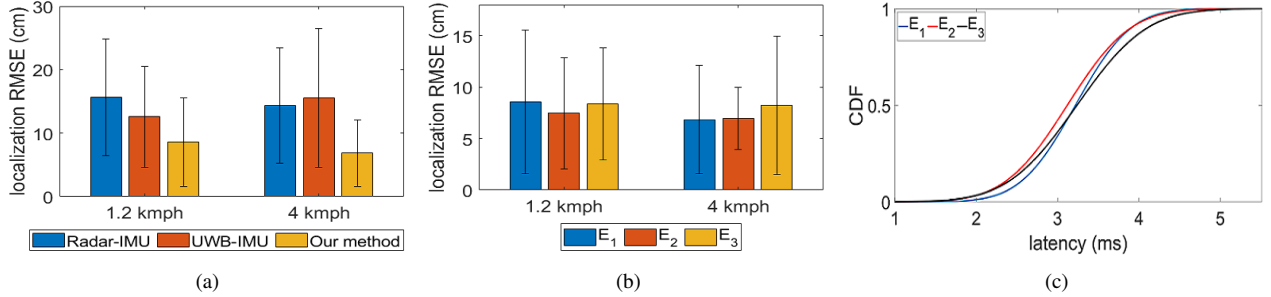 localization RMSE (cm)
30
20
10
0
1.2 kmph
4 kmph
Radar-IMU
UWB-IMU
Our method
(a)
localization RMSE (cm)
15
10
5
0
1.2 kmph
4 kmph
E1
E2
E3
(b)
E1
E2
E3
CDF
1
0.5
0
1
2
3
4
5
latency (ms)
(c)